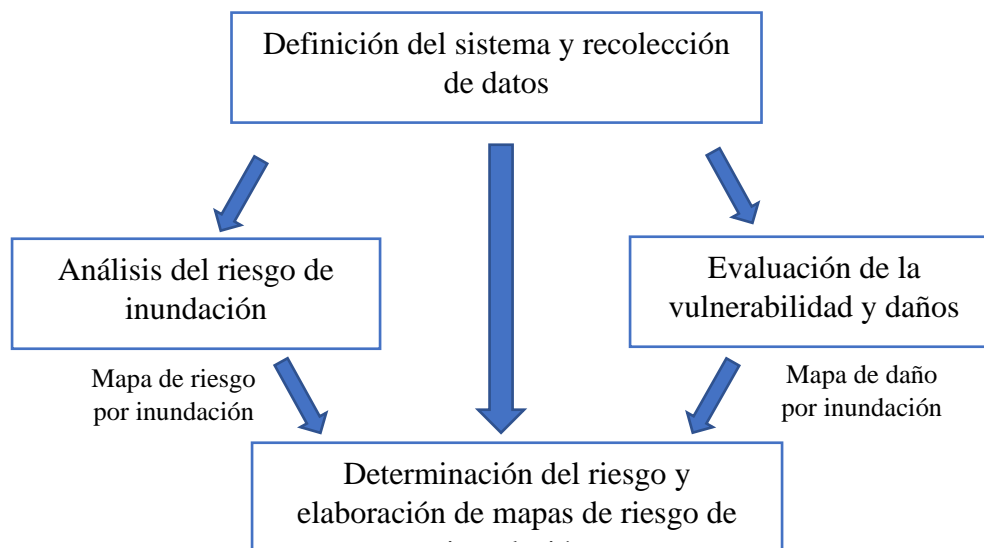 Definición del sistema y recolección
de datos
Análisis del riesgo de
inundación
Evaluación de la
vulnerabilidad y daños
Mapa de riesgo
por inundación
Mapa de daño
por inundación
Determinación del riesgo y
elaboración de mapas de riesgo de